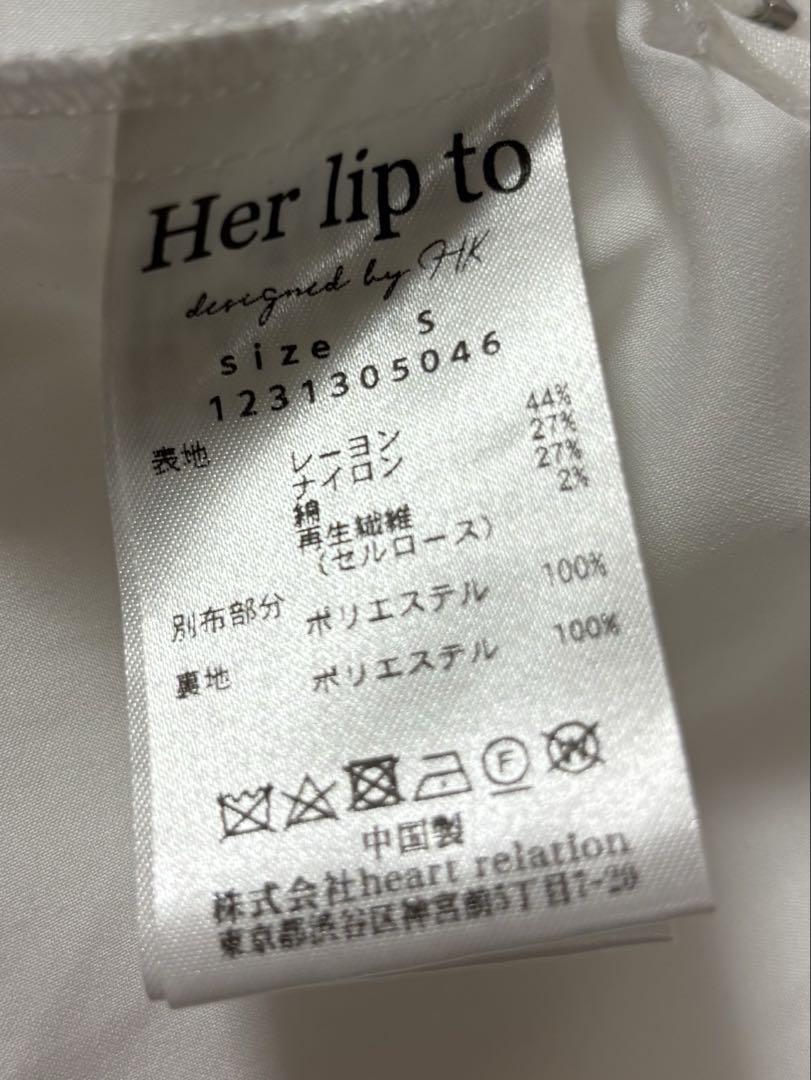 Her lip to
designed by HK
size S
1231305046
表地 レーヨン 44%
ナイロン 27%
綿 27%
再生繊維 2%
（セルロース）
別布部分 ポリエステル 100%
裏地 ポリエステル 100%
F W
中国製
株式会社heart relation
東京都渋谷区神宮前5丁目7-20